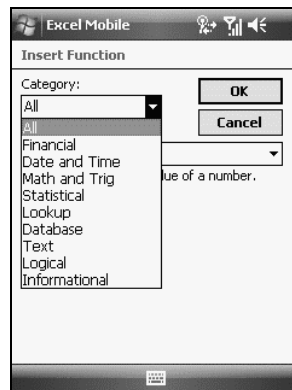 Excel Mobile
Insert Function
Category:
All
OK
Cancel
All
Financial
Date and Time
Math and Trig
Statistical
Lookup
Database
Text
Logical
Informational
lue of a number.